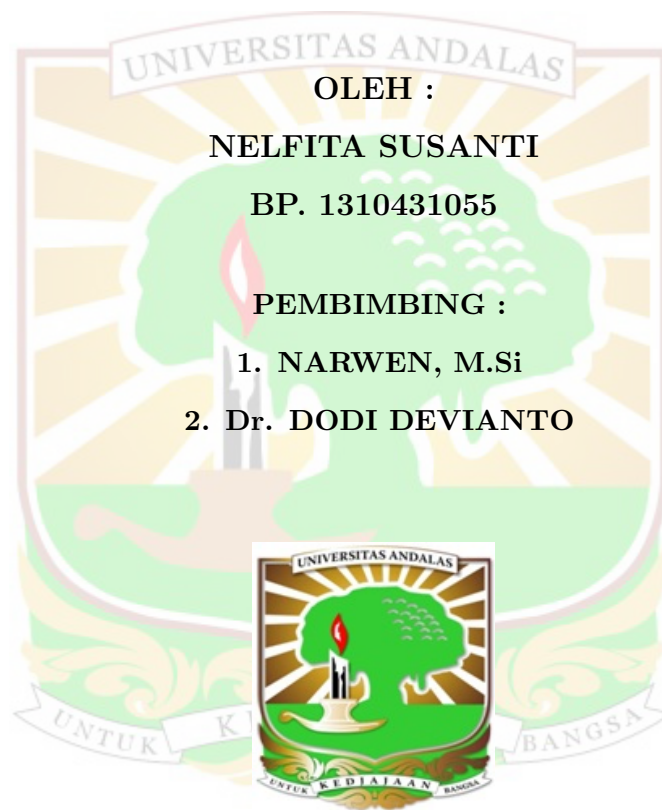 UNIVERSITAS ANDALAS
OLEH :
NELFITA SUSANTI
BP. 1310431055
PEMBIMBING :
1. NARWEN, M.Si
2. Dr. DODI DEVIANTO
UNIVERSITAS ANDALAS
UNTUK K BANGSA
UNTUK KEDJAJAAN BANGSA